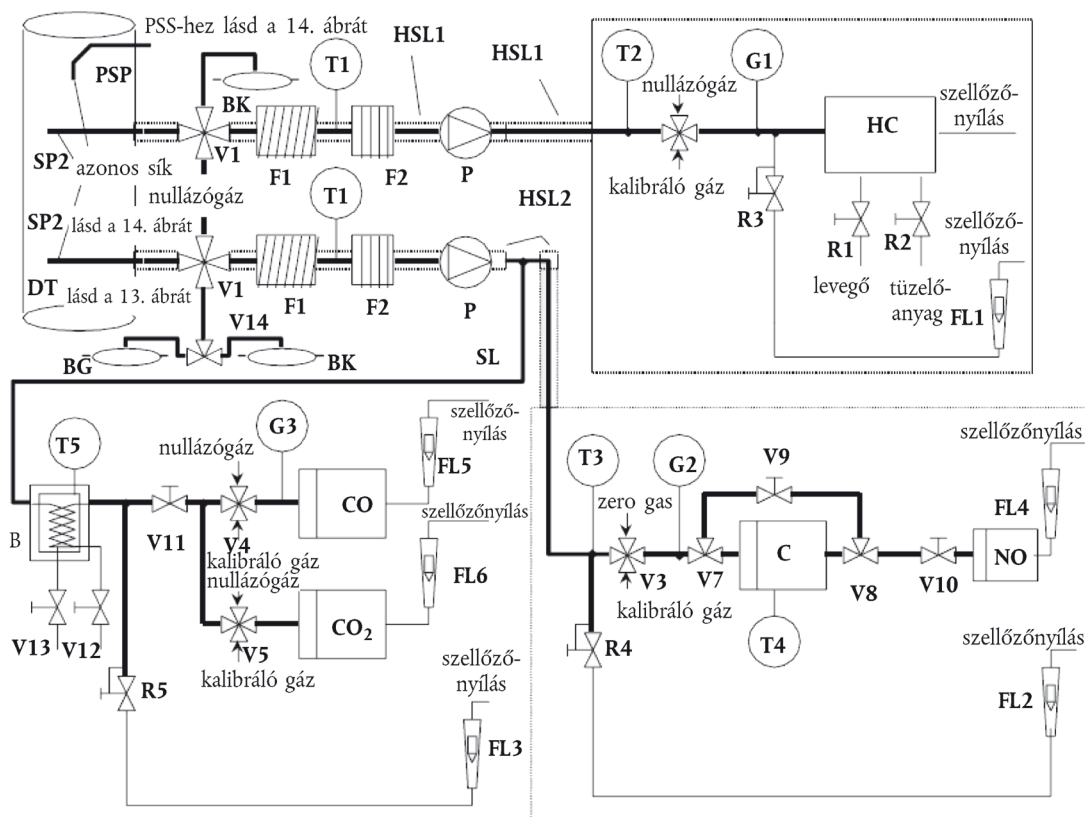 PSS-hez lásd a 14. ábrát
HSL1
HSL1
PSP
T1
T2
G1
nullázógáz
BK
HC
szellőző-
nyílás
V1
SP2
azonos sík
F1
F2
P
kalibráló gáz
nullázógáz
T1
HSL2
R3
R1
R2
szellőző-
nyílás
SP2
lásd a 14. ábrát
levegő
tüzelő-
anyag
FL1
DT
lásd a 13. ábrát
V1
F1
F2
P
V14
BG
BK
SL
szellőző-
nyílás
T5
nullázógáz
G3
FL5
CO
szellőzőnyílás
B
V11
V4
kalibráló gáz
nullázógáz
FL6
V13
V12
CO2
V5
kalibráló gáz
R5
szellőző-
nyílás
FL3
szellőzőnyílás
T3
G2
V9
zero gas
FL4
C
NO
V3
V7
V8
V10
kalibráló gáz
R4
T4
szellőzőnyílás
FL2